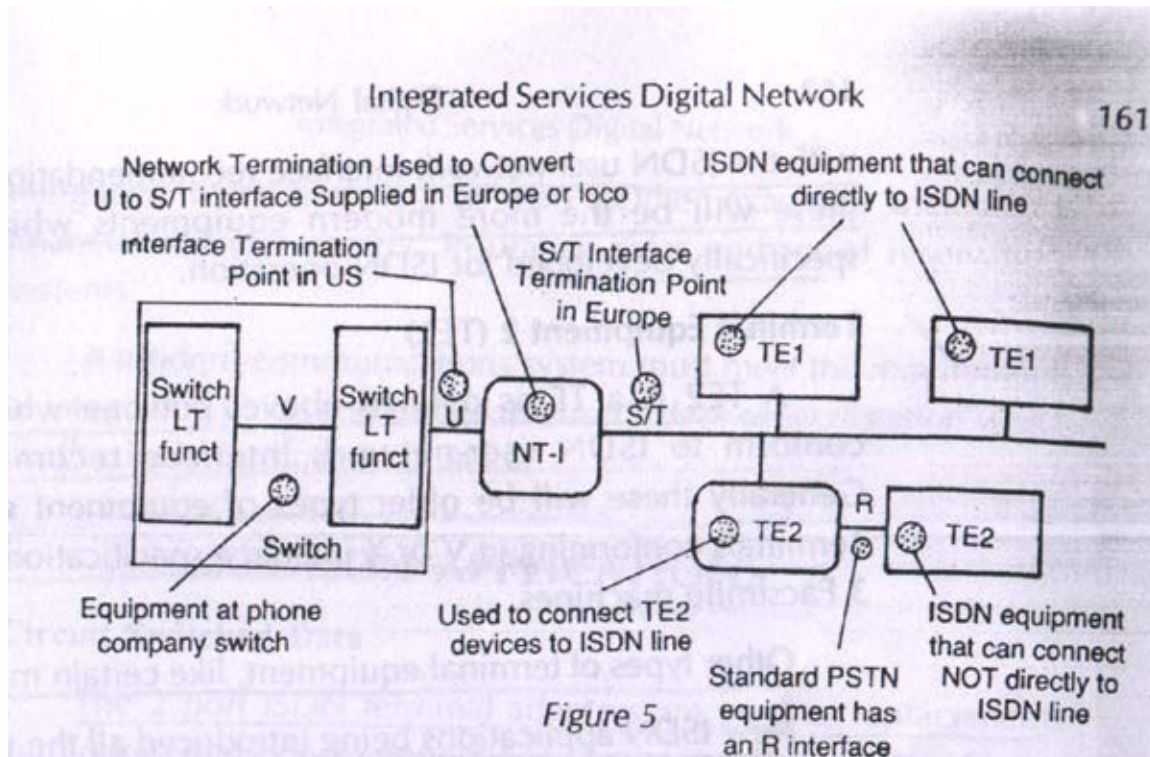 Integrated Services Digital Network
161
Network Termination Used to Convert
U to S/T interface Supplied in Europe or loco
ISDN equipment that can connect
directly to ISDN line
interface Termination
Point in US
S/T Interface
Termination Point
in Europe
Switch
LT
funct
V
Switch
LT
funct
U
NT-I
S/T
TE1
TE1
Switch
TE2
R
TE2
Equipment at phone
company switch
Used to connect TE2
devices to ISDN line
Standard PSTN
equipment has
an R interface
ISDN equipment
that can connect
NOT directly to
ISDN line
Figure 5